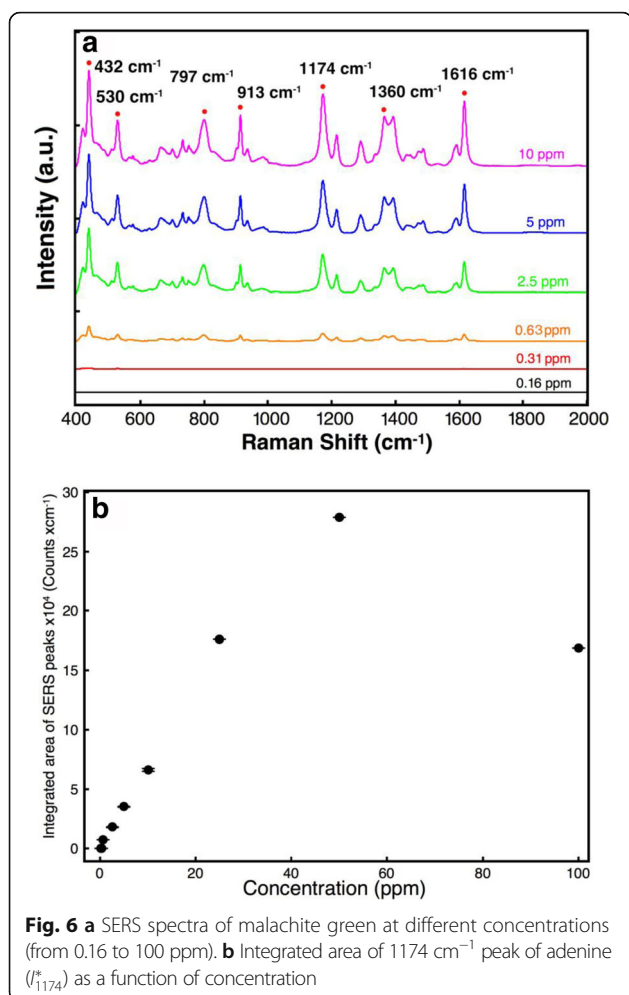 a
432 cm-1
530 cm-1
797 cm-1
913 cm-1
1174 cm-1
1360 cm-1
1616 cm-1
10 ppm
5 ppm
2.5 ppm
0.63 ppm
0.31 ppm
0.16 ppm
Intensity (a.u.)
400 600 800 1000 1200 1400 1600 1800 2000
Raman Shift (cm-1)
b
30
25
20
15
10
5
0
Integrated area of SERS peaks x10⁴ (Counts xcm-1)
0 20 40 60 80 100
Concentration (ppm)
Fig. 6 a SERS spectra of malachite green at different concentrations
(from 0.16 to 100 ppm). b Integrated area of 1174 cm−1 peak of adenine
(I*1174) as a function of concentration